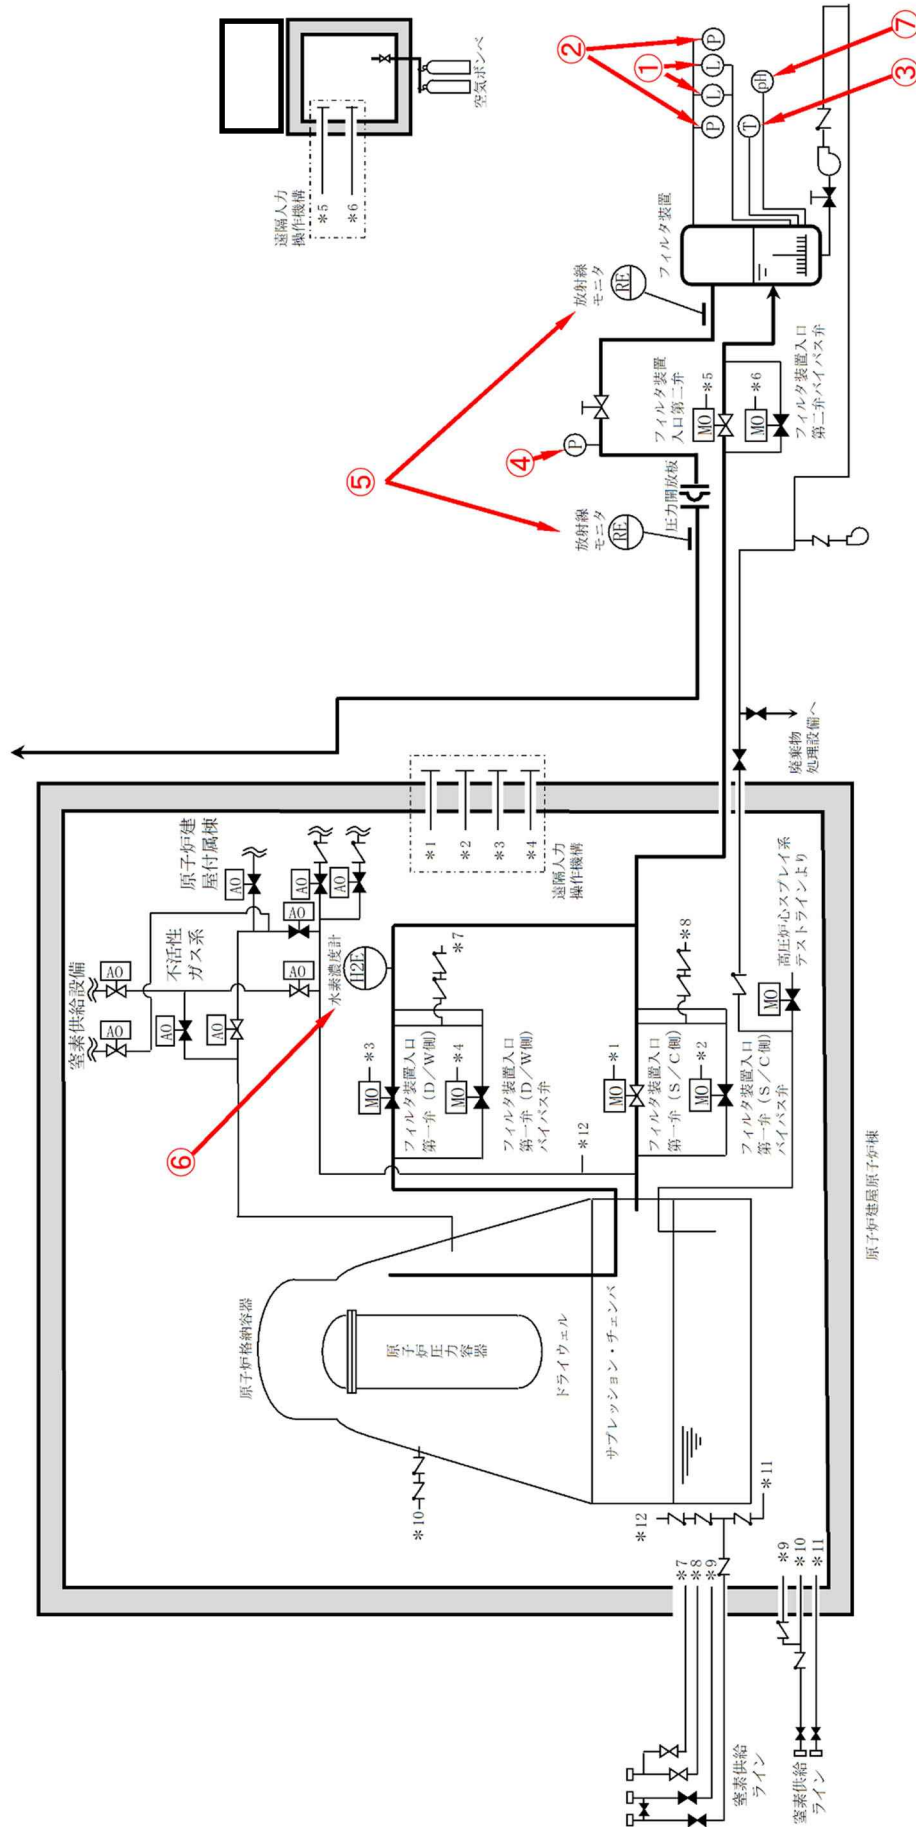 空気ボンベ
遠隔人力
操作機構
*5
*6
②
①
⑦
③
P
L
L
P
pH
T
フィルタ装置
放射線
モニタ
RE
フィルタ装置
入口第二弁
MO
*5
MO
*6
フィルタ装置入口
第二弁バイパス弁
④
P
⑤
圧力開放板
放射線
モニタ
RE
廃棄物
処理設備へ
*1
*2
*3
*4
遠隔人力
操作機構
原子炉建
屋付属棟
AO
AO
AO
AO
AO
不活性
ガス系
窒素供給設備
AO
AO
AO
AO
水素濃度計
H2E
⑥
*7
MO
*3
フィルタ装置入口
第一弁(D/W側)
MO
*4
フィルタ装置入口
第一弁(D/W側)
バイパス弁
*12
*8
MO
*1
フィルタ装置入口
第一弁(S/C側)
MO
*2
フィルタ装置入口
第一弁(S/C側)
バイパス弁
高圧炉心スプレイ系
テストラインより
MO
原子炉格納容器
原子炉圧力容器
ドライウェル
サプレッション・チェンバ
*10
*12
*11
原子炉建屋原子炉棟
*7
*8
*9
窒素供給
ライン
*9
*10
*11
窒素供給
ライン